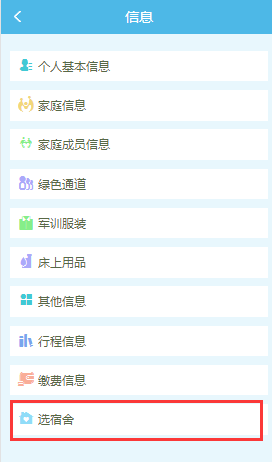 信息
个人基本信息
家庭信息
家庭成员信息
绿色通道
军训服装
床上用品
其他信息
行程信息
缴费信息
选宿舍